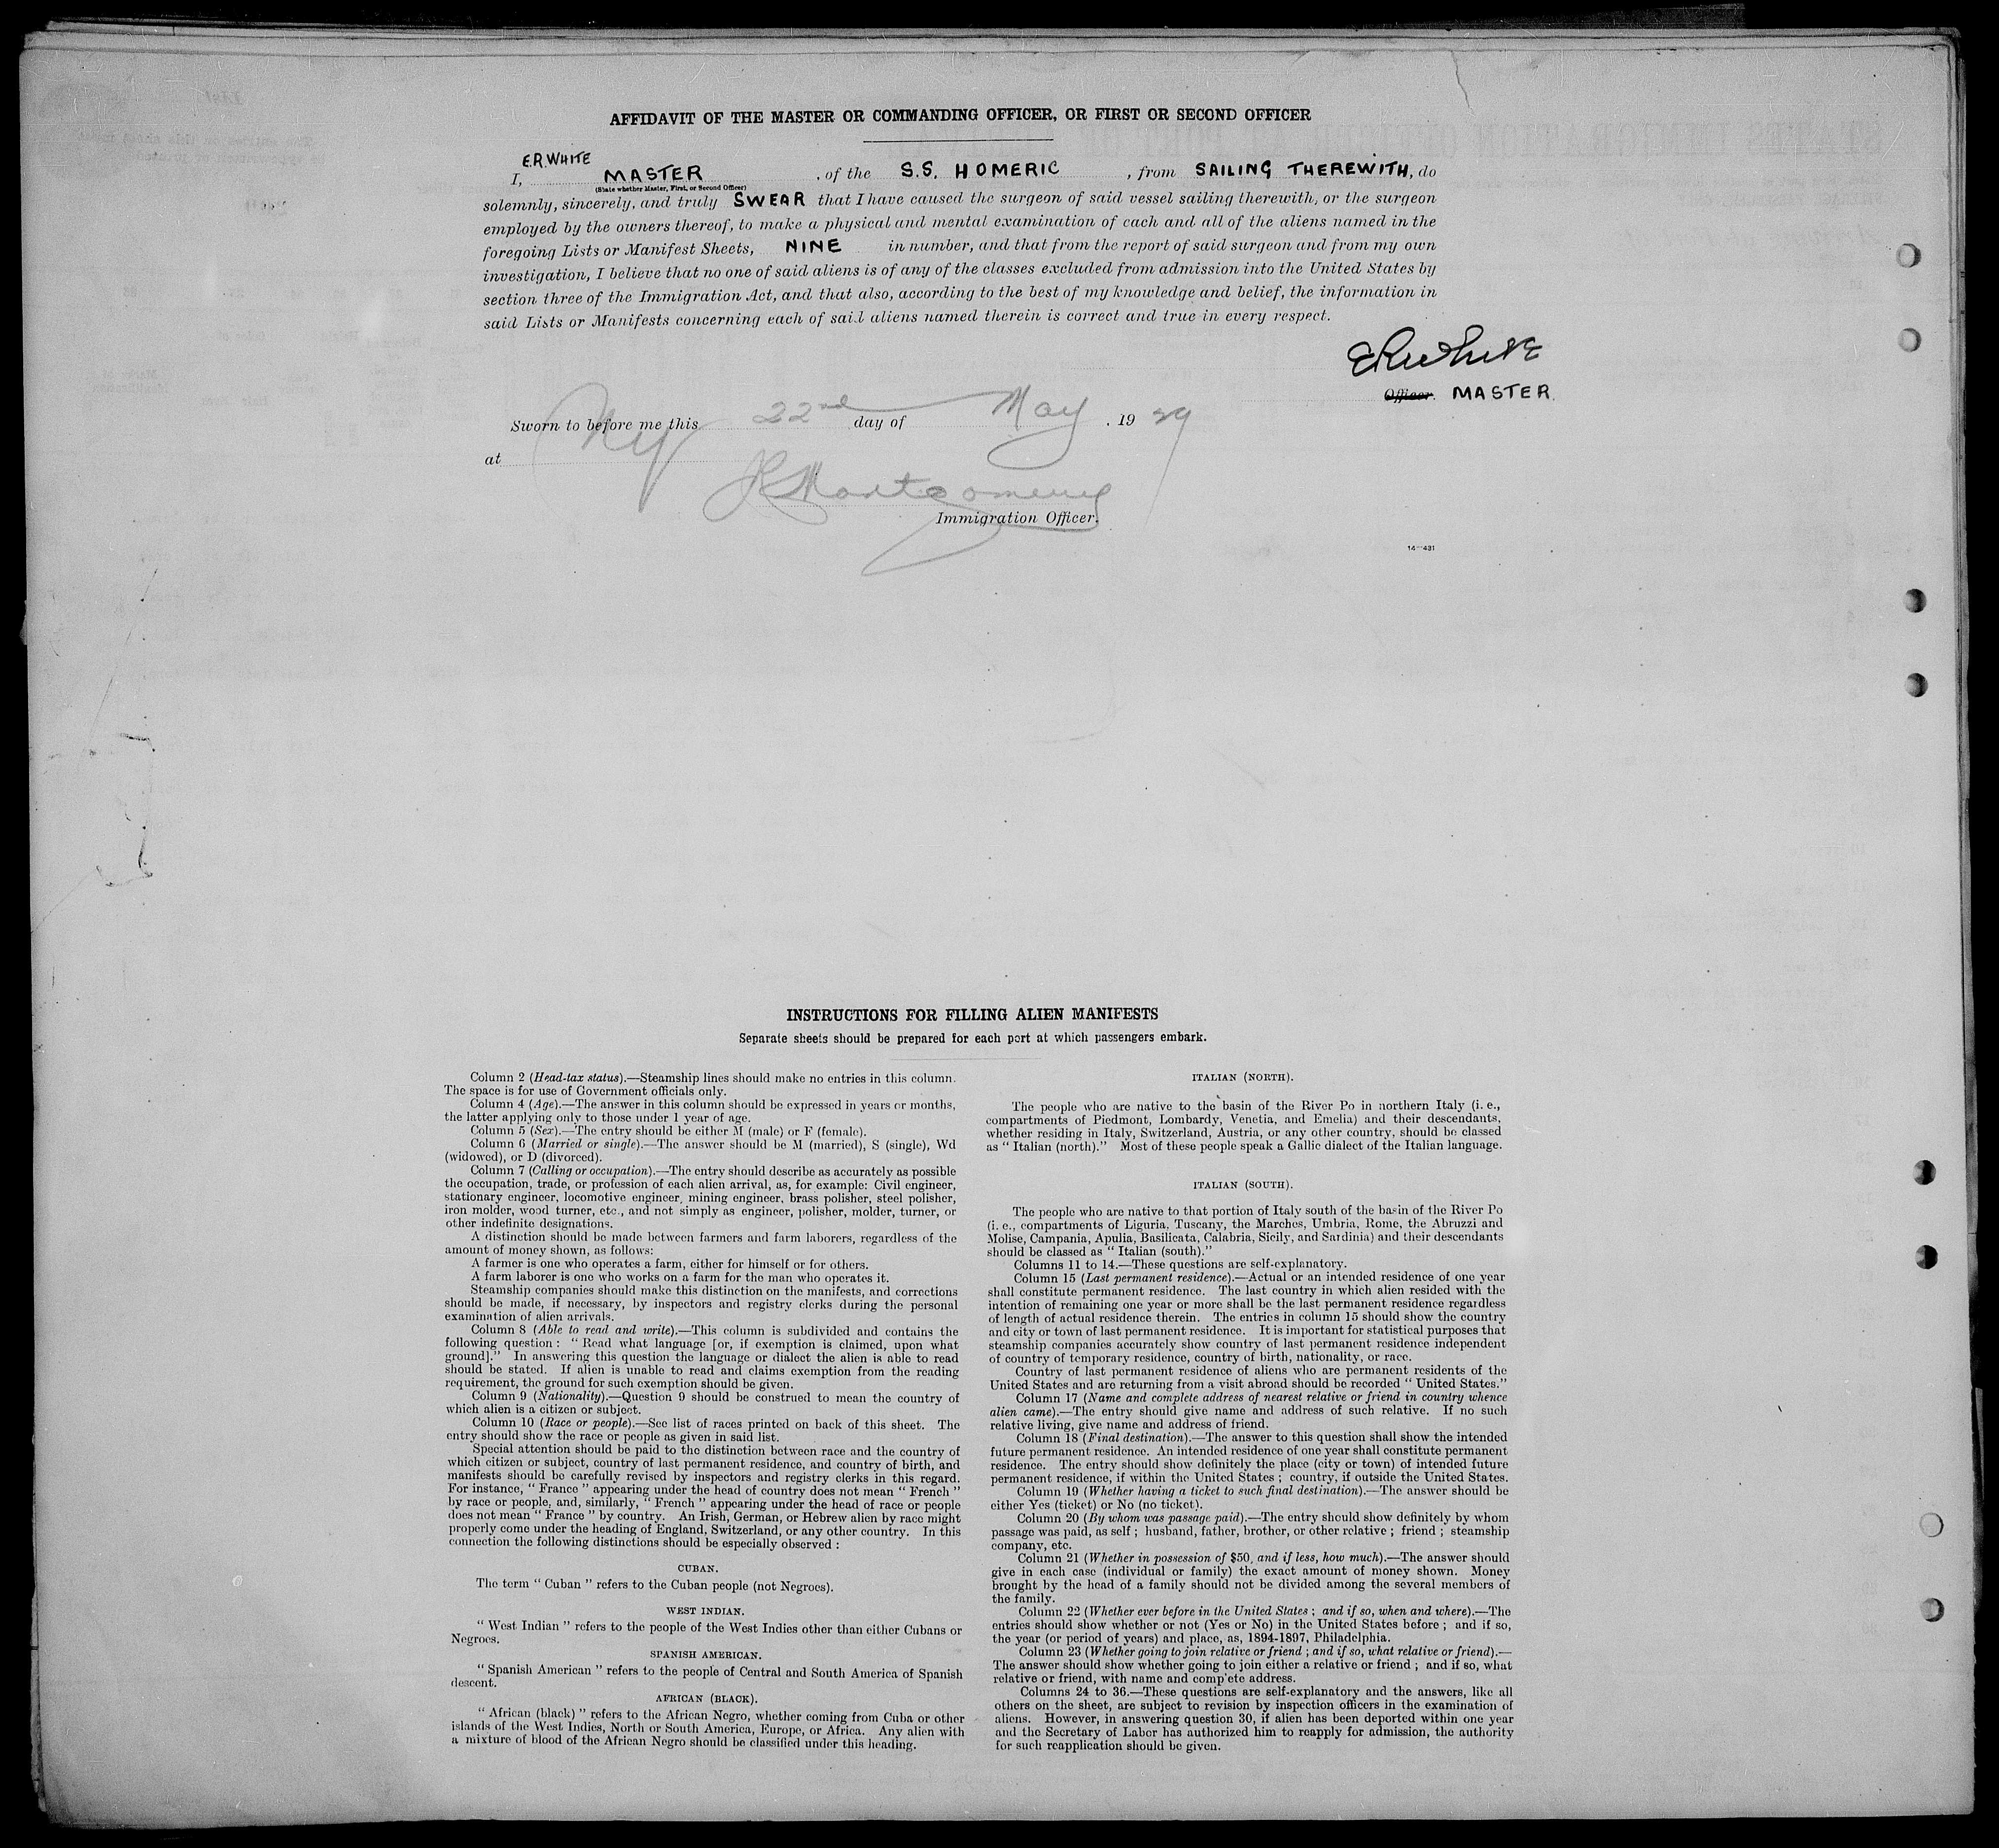 AFFIDAVIT OF THE MASTER OR COMMANDING OFFICER, OR FIRST OR SECOND OFFICER
E.R. WHITE
I, MASTER , of the S.S. HOMERIC , from SAILING THEREWITH, do
(State whether Master, First, or Second Officer)
solemnly, sincerely, and truly SWEAR that I have caused the surgeon of said vessel sailing therewith, or the surgeon
employed by the owners thereof, to make a physical and mental examination of each and all of the aliens named in the
foregoing Lists or Manifest Sheets, NINE in number, and that from the report of said surgeon and from my own
investigation, I believe that no one of said aliens is of any of the classes excluded from admission into the United States by
section three of the Immigration Act, and that also, according to the best of my knowledge and belief, the information in
said Lists or Manifests concerning each of said aliens named therein is correct and true in every respect.
E.R. White
Officer. MASTER.
Sworn to before me this 22nd day of May , 19 29
at NY
Montgomery
Immigration Officer.
INSTRUCTIONS FOR FILLING ALIEN MANIFESTS
Separate sheets should be prepared for each port at which passengers embark.
Column 2 (Head-tax status).—Steamship lines should make no entries in this column.
The space is for use of Government officials only.
Column 4 (Age).—The answer in this column should be expressed in years or months,
the latter applying only to those under 1 year of age.
Column 5 (Sex).—The entry should be either M (male) or F (female).
Column 6 (Married or single).—The answer should be M (married), S (single), Wd
(widowed), or D (divorced).
Column 7 (Calling or occupation).—The entry should describe as accurately as possible
the occupation, trade, or profession of each alien arrival, as, for example: Civil engineer,
stationary engineer, locomotive engineer, mining engineer, brass polisher, steel polisher,
iron molder, wood turner, etc., and not simply as engineer, polisher, molder, turner, or
other indefinite designations.
A distinction should be made between farmers and farm laborers, regardless of the
amount of money shown, as follows:
A farmer is one who operates a farm, either for himself or for others.
A farm laborer is one who works on a farm for the man who operates it.
Steamship companies should make this distinction on the manifests, and corrections
should be made, if necessary, by inspectors and registry clerks during the personal
examination of alien arrivals.
Column 8 (Able to read and write).—This column is subdivided and contains the
following question : " Read what language [or, if exemption is claimed, upon what
ground]." In answering this question the language or dialect the alien is able to read
should be stated. If alien is unable to read and claims exemption from the reading
requirement, the ground for such exemption should be given.
Column 9 (Nationality).—Question 9 should be construed to mean the country of
which alien is a citizen or subject.
Column 10 (Race or people).—See list of races printed on back of this sheet. The
entry should show the race or people as given in said list.
Special attention should be paid to the distinction between race and the country of
which citizen or subject, country of last permanent residence, and country of birth, and
manifests should be carefully revised by inspectors and registry clerks in this regard.
For instance, " France " appearing under the head of country does not mean " French "
by race or people, and, similarly, " French " appearing under the head of race or people
does not mean " France " by country. An Irish, German, or Hebrew alien by race might
properly come under the heading of England, Switzerland, or any other country. In this
connection the following distinctions should be especially observed :
CUBAN.
The term " Cuban " refers to the Cuban people (not Negroes).
WEST INDIAN.
" West Indian " refers to the people of the West Indies other than either Cubans or
Negroes.
SPANISH AMERICAN.
" Spanish American " refers to the people of Central and South America of Spanish
descent.
AFRICAN (BLACK).
" African (black) " refers to the African Negro, whether coming from Cuba or other
islands of the West Indies, North or South America, Europe, or Africa. Any alien with
a mixture of blood of the African Negro should be classified under this heading.
ITALIAN (NORTH).
The people who are native to the basin of the River Po in northern Italy (i. e.,
compartments of Piedmont, Lombardy, Venetia, and Emelia) and their descendants,
whether residing in Italy, Switzerland, Austria, or any other country, should be classed
as " Italian (north)." Most of these people speak a Gallic dialect of the Italian language.
ITALIAN (SOUTH).
The people who are native to that portion of Italy south of the basin of the River Po
(i. e., compartments of Liguria, Tuscany, the Marches, Umbria, Rome, the Abruzzi and
Molise, Campania, Apulia, Basilicata, Calabria, Sicily, and Sardinia) and their descendants
should be classed as " Italian (south)."
Columns 11 to 14.—These questions are self-explanatory.
Column 15 (Last permanent residence).—Actual or an intended residence of one year
shall constitute permanent residence. The last country in which alien resided with the
intention of remaining one year or more shall be the last permanent residence regardless
of length of actual residence therein. The entries in column 15 should show the country
and city or town of last permanent residence. It is important for statistical purposes that
steamship companies accurately show country of last permanent residence independent
of country of temporary residence, country of birth, nationality, or race.
Country of last permanent residence of aliens who are permanent residents of the
United States and are returning from a visit abroad should be recorded " United States."
Column 17 (Name and complete address of nearest relative or friend in country whence
alien came).—The entry should give name and address of such relative. If no such
relative living, give name and address of friend.
Column 18 (Final destination).—The answer to this question shall show the intended
future permanent residence. An intended residence of one year shall constitute permanent
residence. The entry should show definitely the place (city or town) of intended future
permanent residence, if within the United States ; country, if outside the United States.
Column 19 (Whether having a ticket to such final destination).—The answer should be
either Yes (ticket) or No (no ticket).
Column 20 (By whom was passage paid).—The entry should show definitely by whom
passage was paid, as self ; husband, father, brother, or other relative ; friend ; steamship
company, etc.
Column 21 (Whether in possession of $50, and if less, how much).—The answer should
give in each case (individual or family) the exact amount of money shown. Money
brought by the head of a family should not be divided among the several members of
the family.
Column 22 (Whether ever before in the United States ; and if so, when and where).—The
entries should show whether or not (Yes or No) in the United States before ; and if so,
the year (or period of years) and place, as, 1894-1897, Philadelphia.
Column 23 (Whether going to join relative or friend ; and if so, what relative or friend).—
The answer should show whether going to join either a relative or friend ; and if so, what
relative or friend, with name and complete address.
Columns 24 to 36.—These questions are self-explanatory and the answers, like all
others on the sheet, are subject to revision by inspection officers in the examination of
aliens. However, in answering question 30, if alien has been deported within one year
and the Secretary of Labor has authorized him to reapply for admission, the authority
for such reapplication should be given.